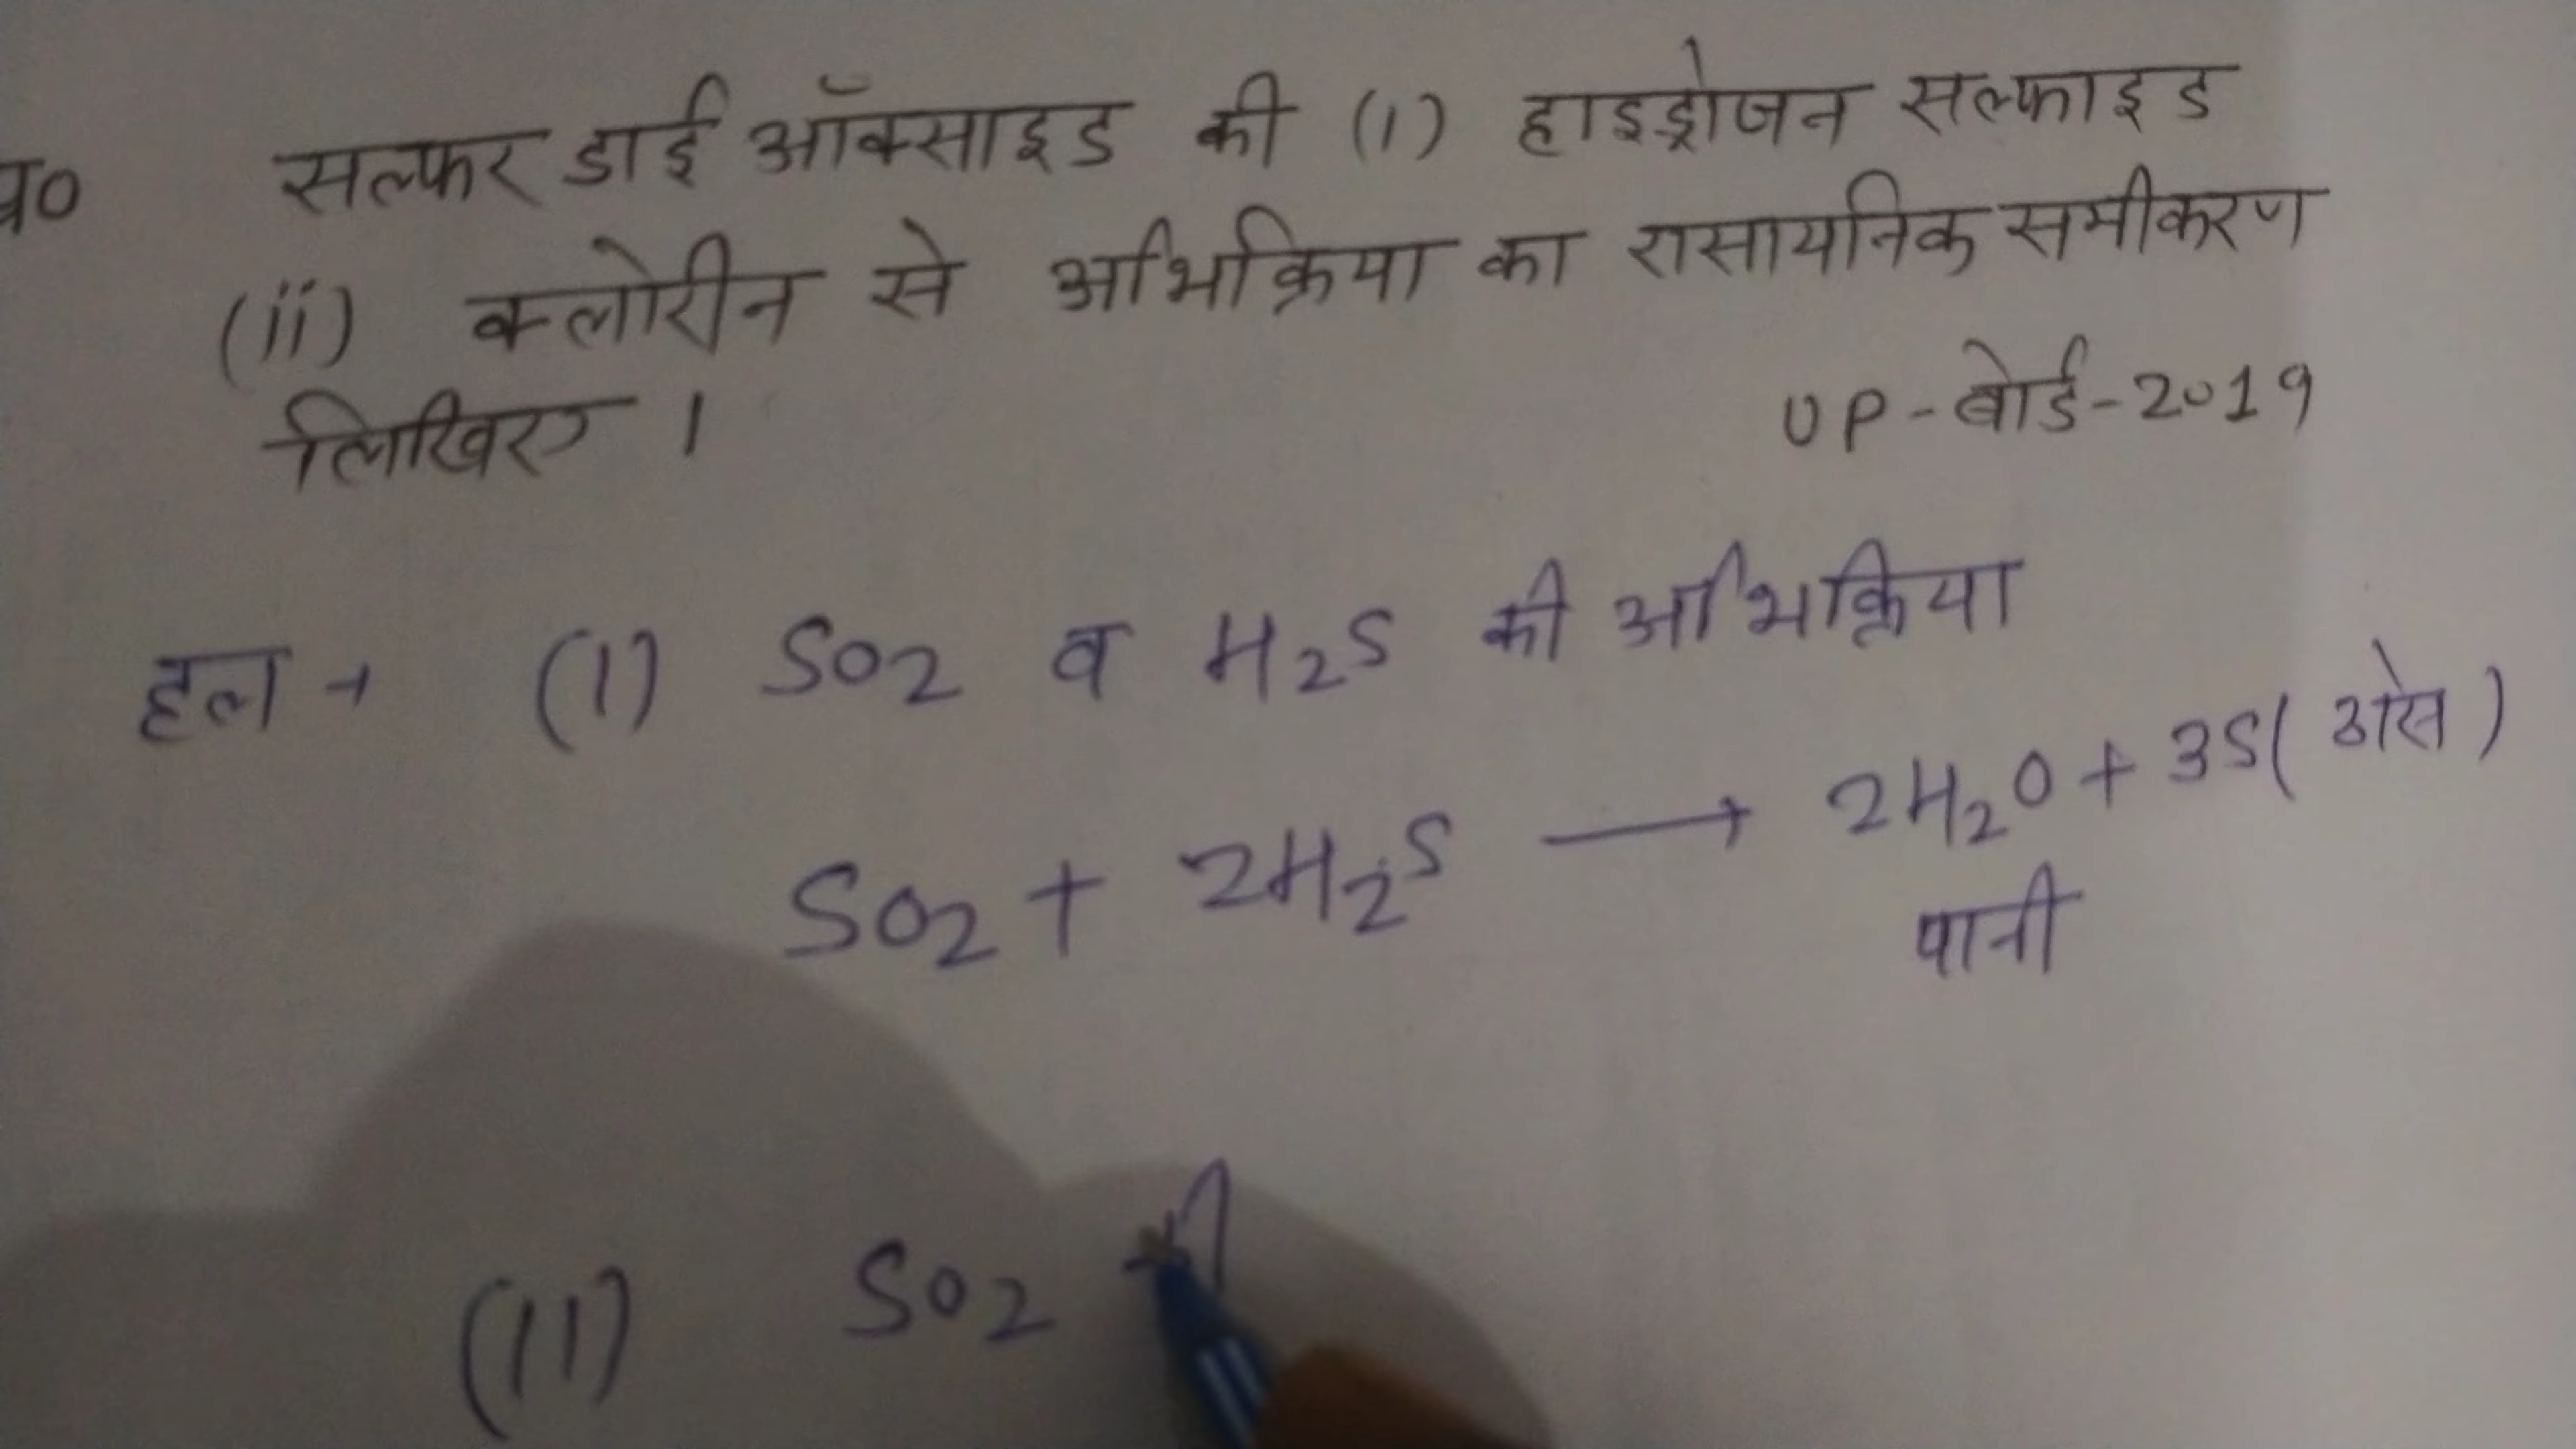 प्र० सल्फर डाई ऑक्साइड की (i) हाइड्रोजन सल्फाइड
(ii) क्लोरीन से अभिक्रिया का रासायनिक समीकरण
लिखिए ।
UP-बोर्ड-2019
हल → (I) SO2 व H2S की अभिक्रिया
SO2 + 2H2S ⟶ 2H2O + 3S( ठोस )
पानी
(II) SO2